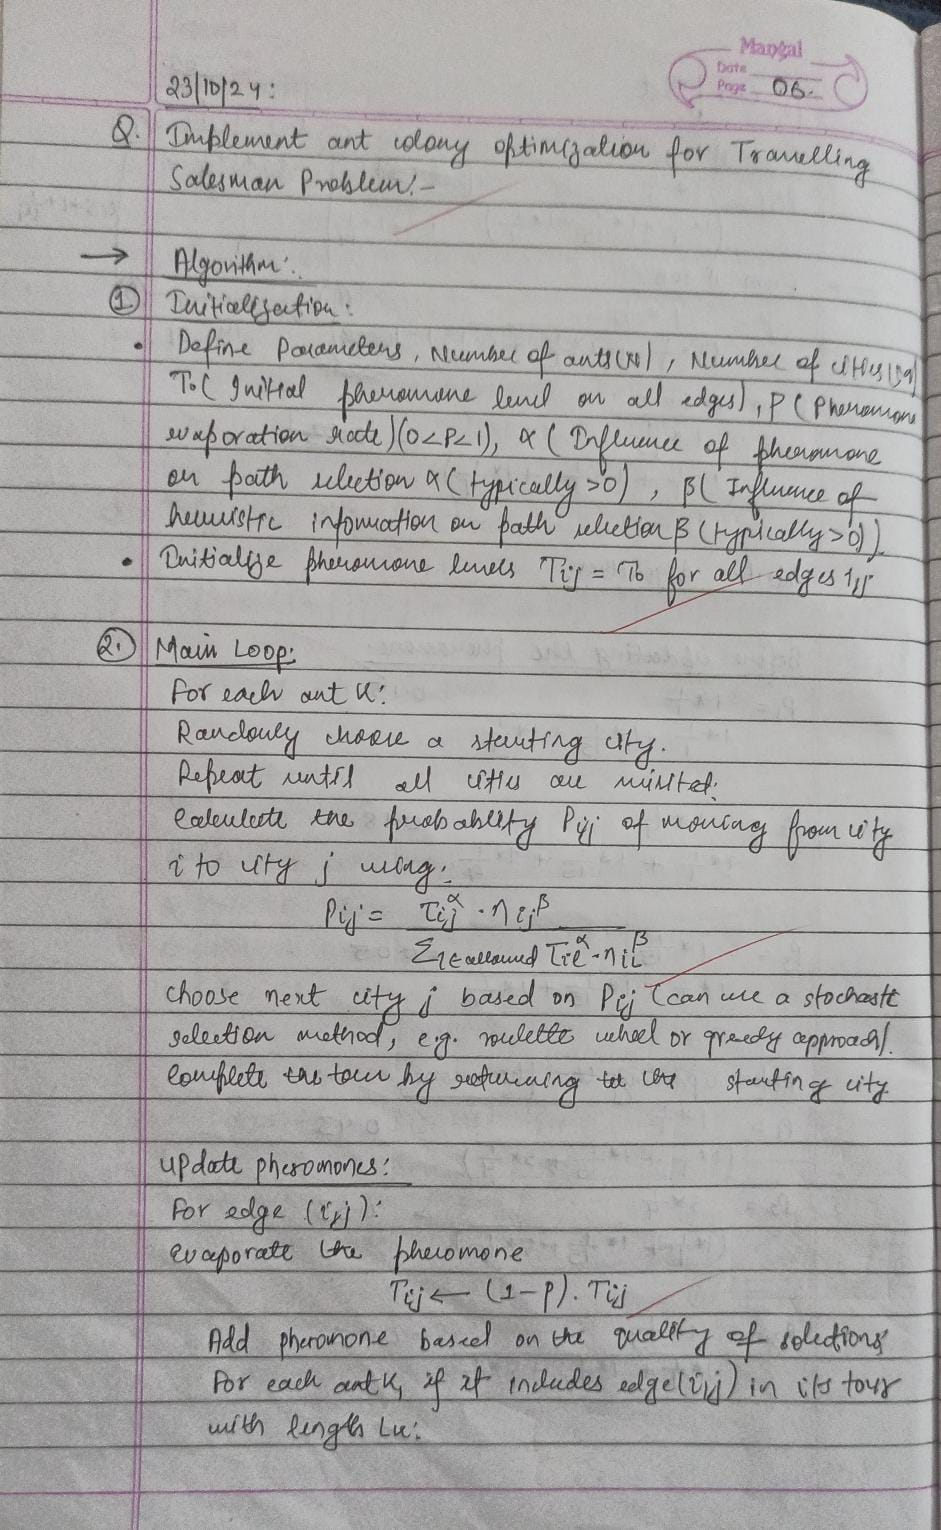 Mangal
Date
Page 06.
23/10/24:
Q. Implement ant colony optimization for Travelling
Salesman Problem:-
→ Algorithm:
① Initialisation:
• Define Parameters, Number of ants(N), Number of cities
To( Initial pheromone level on all edges), P( Pheromone
evaporation rate)(0<P<1), α( Influence of pheromone
on path selection α( typically >0) , β( Influence of
heuristic information on path selection β (typically >0))
• Initialize pheromone levels Tij = To for all edges i,j
②. Main Loop:
For each ant K:
Randomly choose a starting city.
Repeat until all cities are visited:
Calculate the probability Pij of moving from city
i to city j using:
Pij = τij^α · ηij^β
Σlεallowed τil^α · ηil^β
Choose next city j based on Pij (can use a stochastic
selection method, e.g. roulette wheel or greedy approach).
Complete the tour by returning to the starting city
update pheromones:
For edge (i,j):
evaporate the pheromone
Tij ← (1-P). Tij
Add pheromone based on the quality of solutions
For each ant K, if it includes edge(i,j) in its tour
with length Lk: